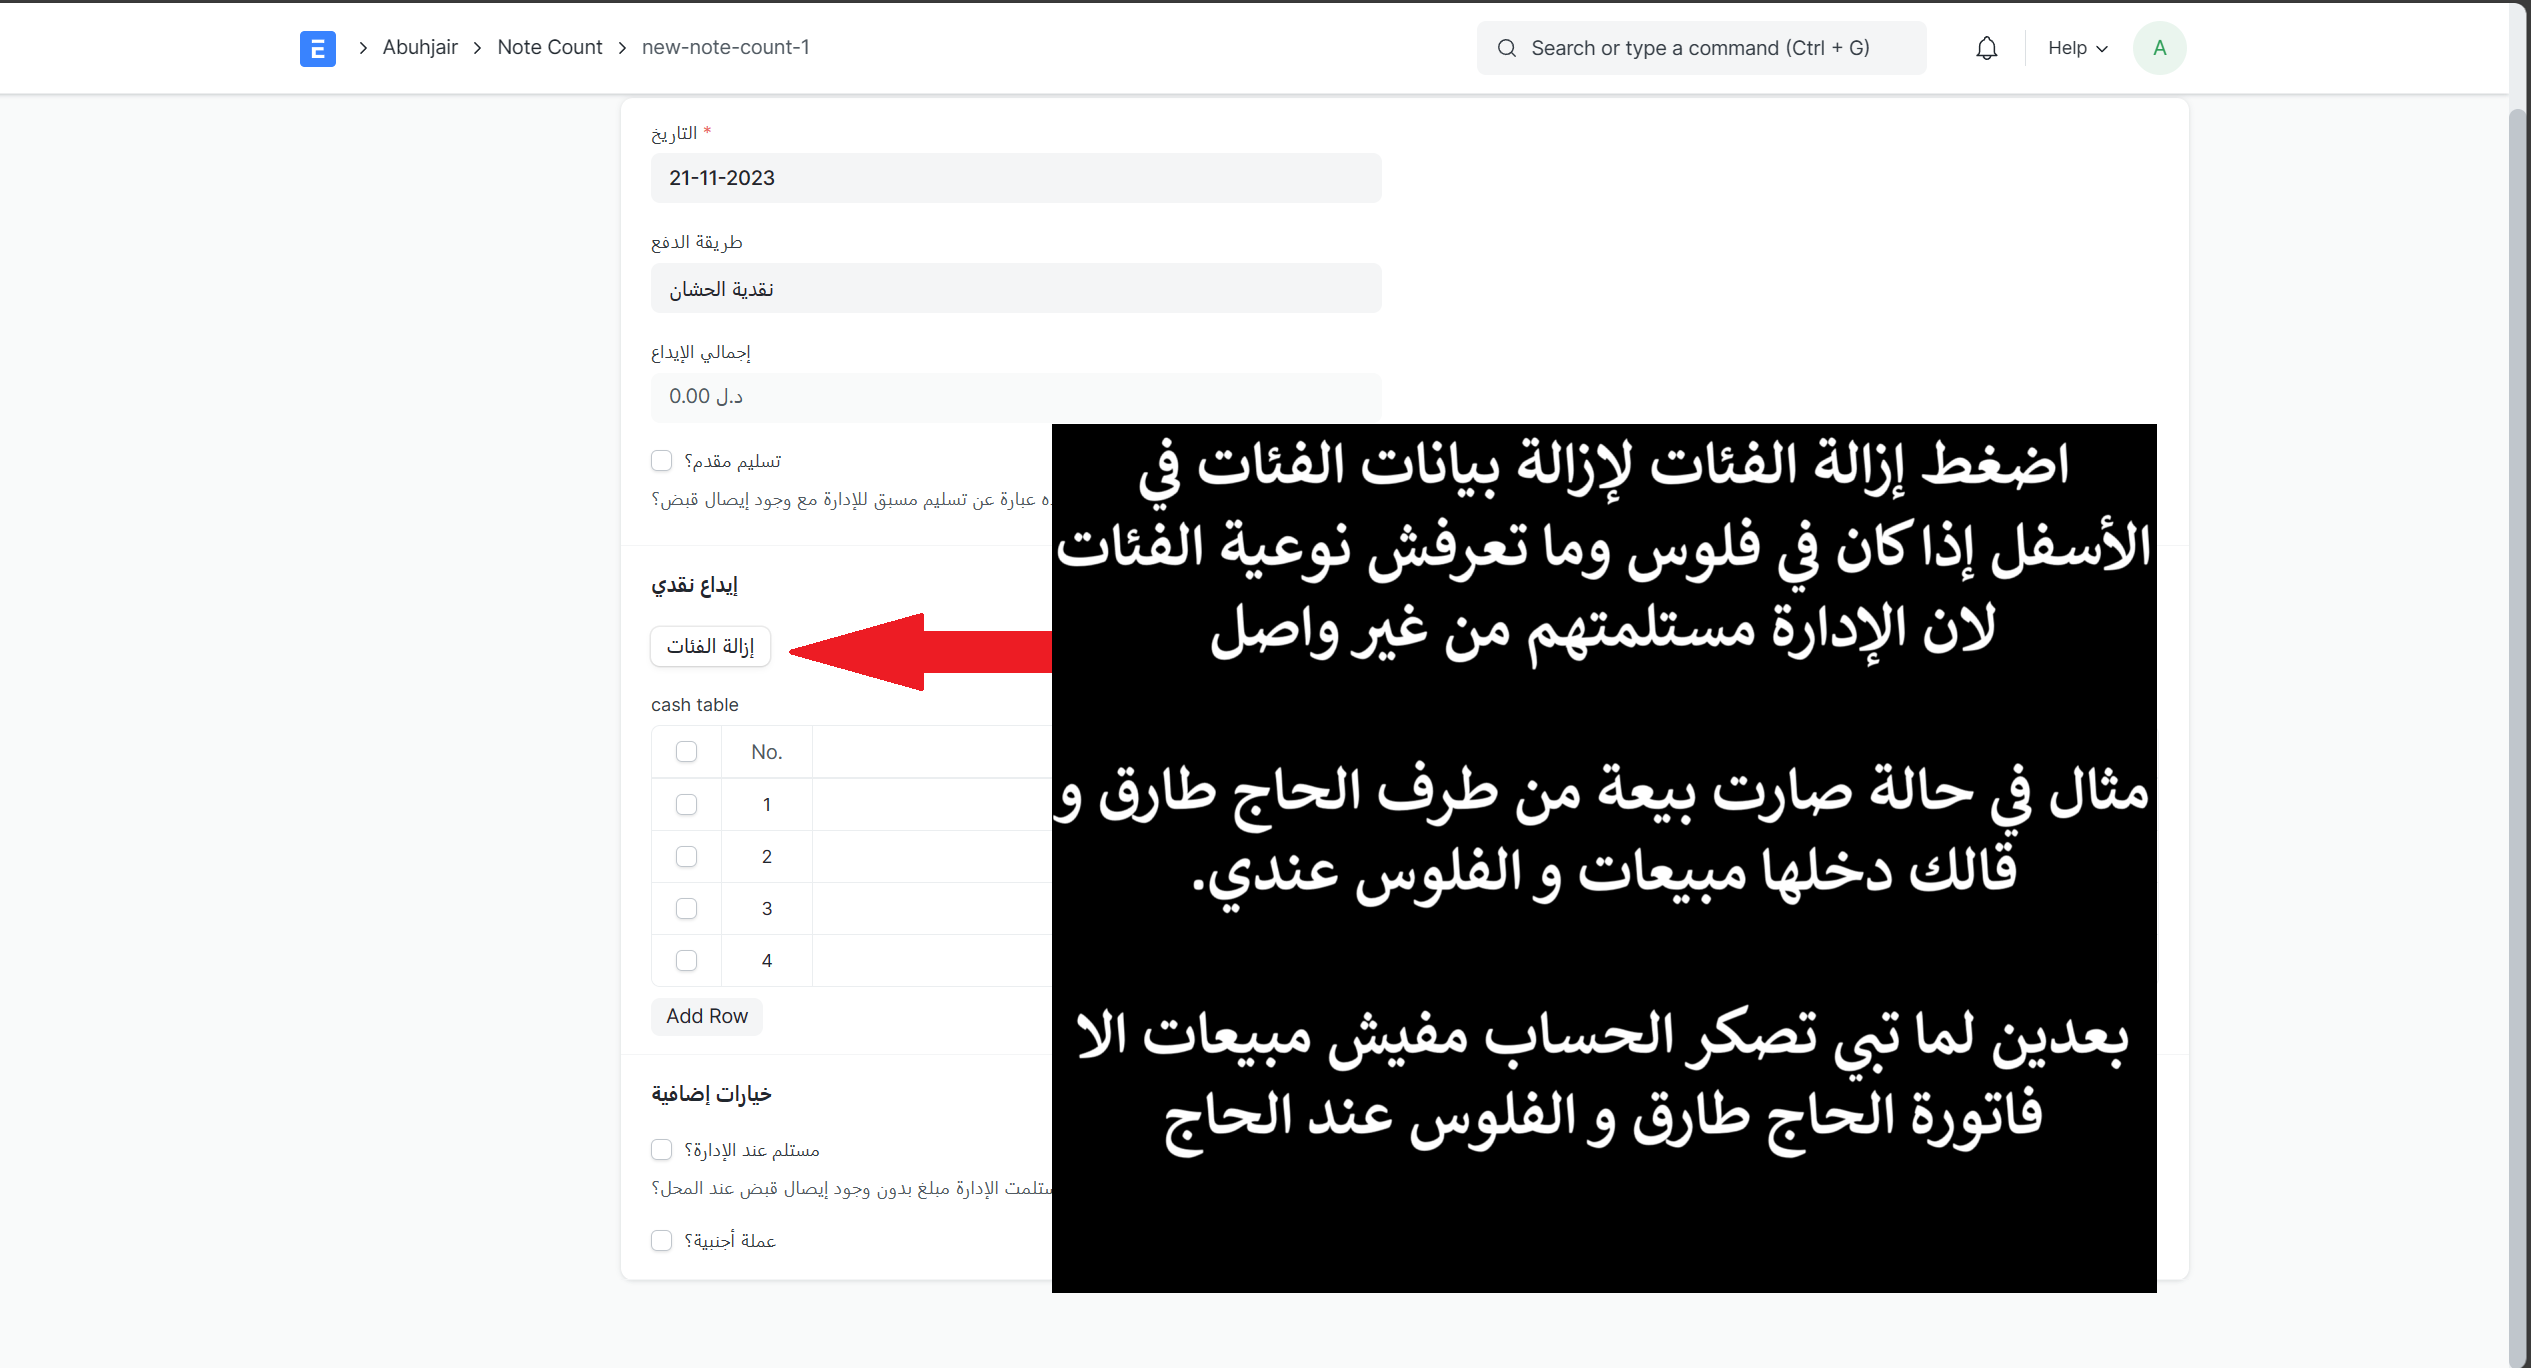 Abuhjair > Note Count > new-note-count-1
Search or type a command (Ctrl + G)
Help
A
التاريخ *
21-11-2023
طريقة الدفع
نقدية الحشان
إجمالي الإيداع
0.00 د.ل
تسليم مقدم؟
عبارة عن تسليم مسبق للإدارة مع وجود إيصال قبض؟
إيداع نقدي
إزالة الفئات
cash table
No.
1
2
3
4
Add Row
خيارات إضافية
مستلم عند الإدارة؟
الإدارة مبلغ بدون وجود إيصال قبض عند المحل؟
عملة أجنبية؟
اضغط إزالة الفئات لإزالة بيانات الفئات في
الأسفل إذا كان في فلوس وما تعرفش نوعية الفئات
لان الإدارة مستلمتهم من غير واصل
مثال في حالة صارت بيعة من طرف الحاج طارق و
قالك دخلها مبيعات و الفلوس عندي.
بعدين لما تبي تصكر الحساب مفيش مبيعات الا
فاتورة الحاج طارق و الفلوس عند الحاج